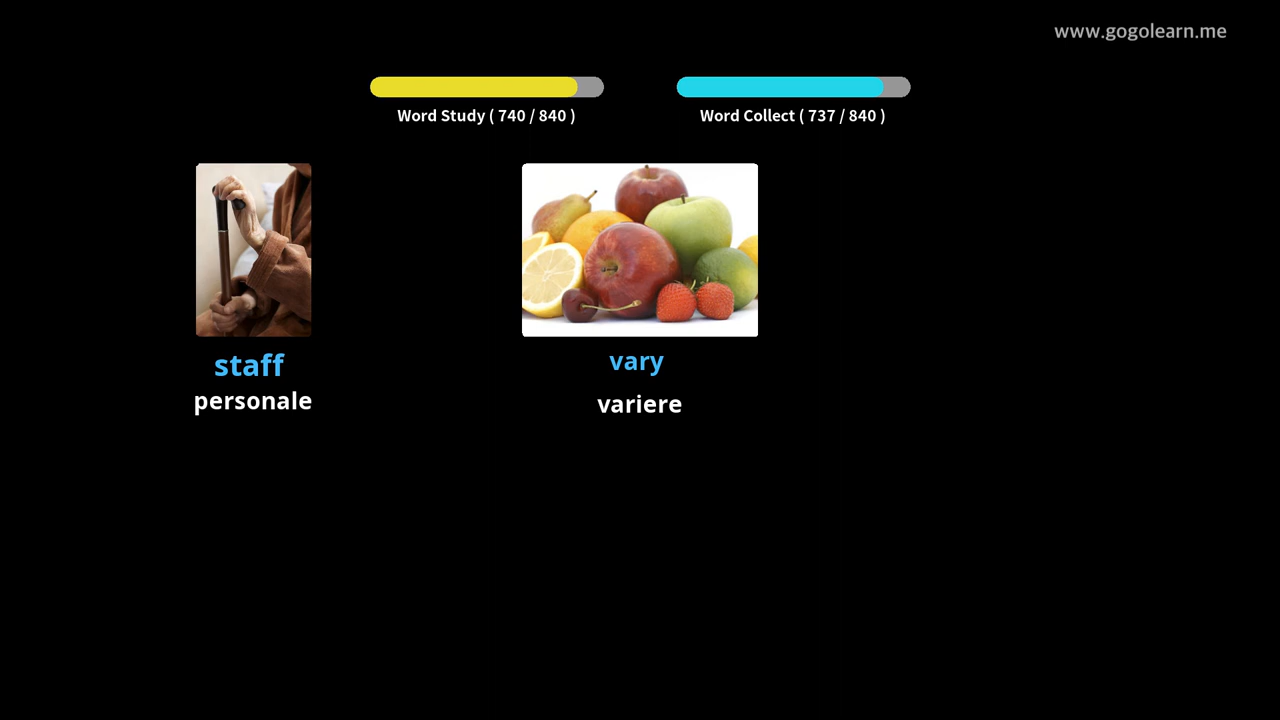 www.gogolearn.me
Word Study ( 740 / 840 )
Word Collect ( 737 / 840 )
staff
personale
vary
variere